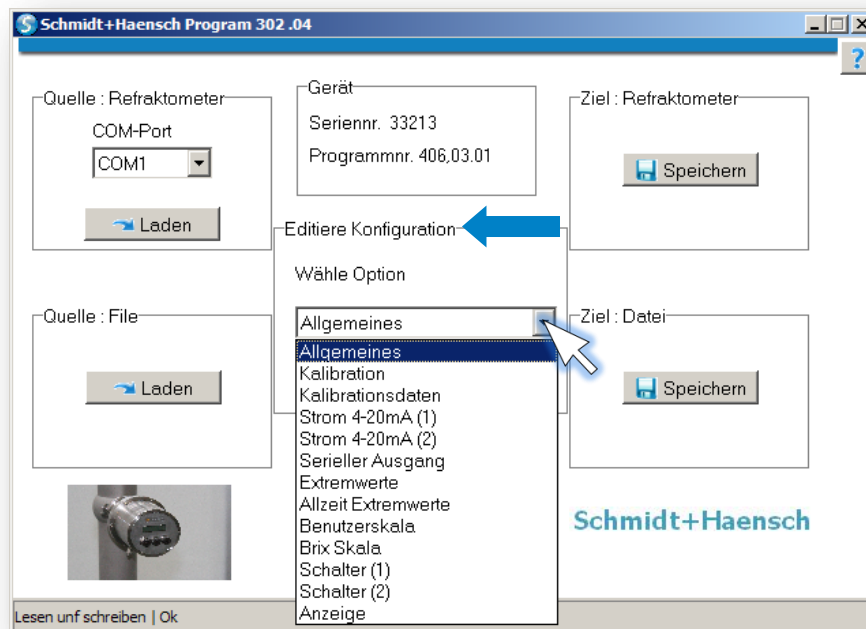 Schmidt+Haensch Program 302 .04
?
Quelle : Refraktometer
COM-Port
COM1
Laden
Gerät
Seriennr. 33213
Programmnr. 406,03.01
Ziel : Refraktometer
Speichern
Editiere Konfiguration
Wähle Option
Allgemeines
Allgemeines
Kalibration
Kalibrationsdaten
Strom 4-20mA (1)
Strom 4-20mA (2)
Serieller Ausgang
Extremwerte
Allzeit Extremwerte
Benutzerskala
Brix Skala
Schalter (1)
Schalter (2)
Anzeige
Quelle : File
Laden
Ziel : Datei
Speichern
Schmidt+Haensch
Lesen unf schreiben | Ok